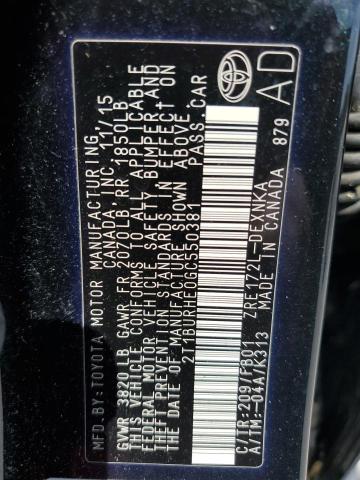 MFD.BY:TOYOTA MOTOR MANUFACTURING,
CANADA INC. 11/15
GVWR 3820LB GAWR FR 2070LB RR 1850LB
THIS VEHICLE CONFORMS TO ALL APPLICABLE
FEDERAL MOTOR VEHICLE SAFETY, BUMPER AND
THEFT PREVENTION STANDARDS IN EFFECT ON
THE DATE OF MANUFACTURE SHOWN ABOVE.
2T1BURHE0GC550381 PASS.CAR
C/TR:209/FB01 ZRE172L-DEXNKA
A/TM:-04A/K313 MADE IN CANADA 879
AD